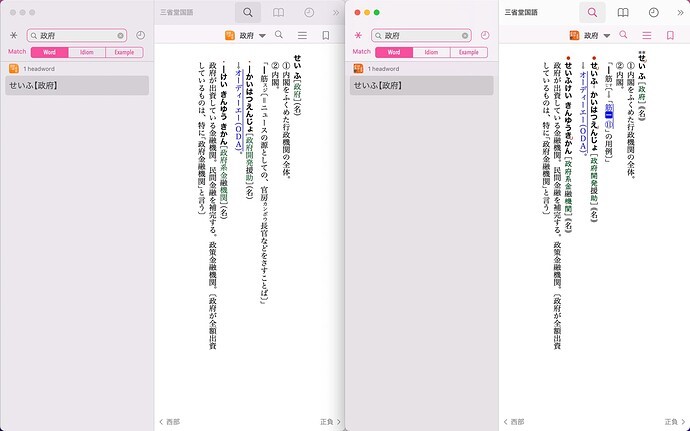 三省堂国語
政府
政府
Match
Word
Idiom
Example
1 headword
せいふ【政府】
せい ふ［政府］（名）
①内閣をふくめた行政機関の全体。
②内閣。
「―筋スジ〔＝ニュースの源としての、官房カンボウ長官などをさすことば〕」
・―かいはつえんじょ［政府開発援助］（名）
→オーディーエー（ODA）。
・―けい きんゆう きかん［政府系金融機関］（名）
政府が出資している金融機関。民間金融を補完する。政策金融機関。〔政府が全額出資
しているものは、特に「政府金融機関」と言う〕
西部
正負
三省堂国語
政府
政府
Match
Word
Idiom
Example
1 headword
せいふ【政府】
せい ふ［政府］《名》
①内閣をふくめた行政機関の全体。
②内閣。
●せいふ・かいはつえんじょ［政府開発援助］《名》
→オーディーエー（ODA）。
●せいふけい きんゆう きかん［政府系金融機関］《名》
政府が出資している金融機関。民間金融を補完する。政策金融機関。〔政府が全額出資
しているものは、特に「政府金融機関」と言う〕
西部
正負